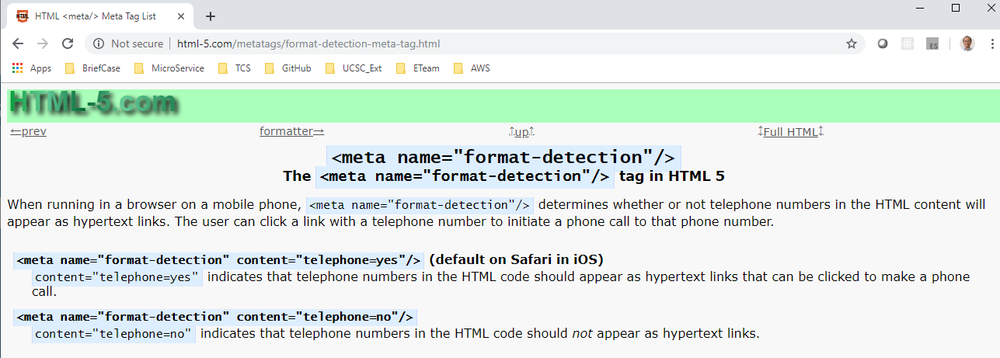 HTML <meta/> Meta Tag List
Not secure | html-5.com/metatags/format-detection-meta-tag.html
ES
Apps BriefCase MicroService TCS GitHub UCSC_Ext ETeam AWS
HTML-5.com
←prev formatter→ ↑up↑ ↕Full HTML↕
<meta name="format-detection"/>
The <meta name="format-detection"/> tag in HTML 5
When running in a browser on a mobile phone, <meta name="format-detection"/> determines whether or not telephone numbers in the HTML content will
appear as hypertext links. The user can click a link with a telephone number to initiate a phone call to that phone number.
<meta name="format-detection" content="telephone=yes"/> (default on Safari in iOS)
content="telephone=yes" indicates that telephone numbers in the HTML code should appear as hypertext links that can be clicked to make a phone
call.
<meta name="format-detection" content="telephone=no"/>
content="telephone=no" indicates that telephone numbers in the HTML code should not appear as hypertext links.